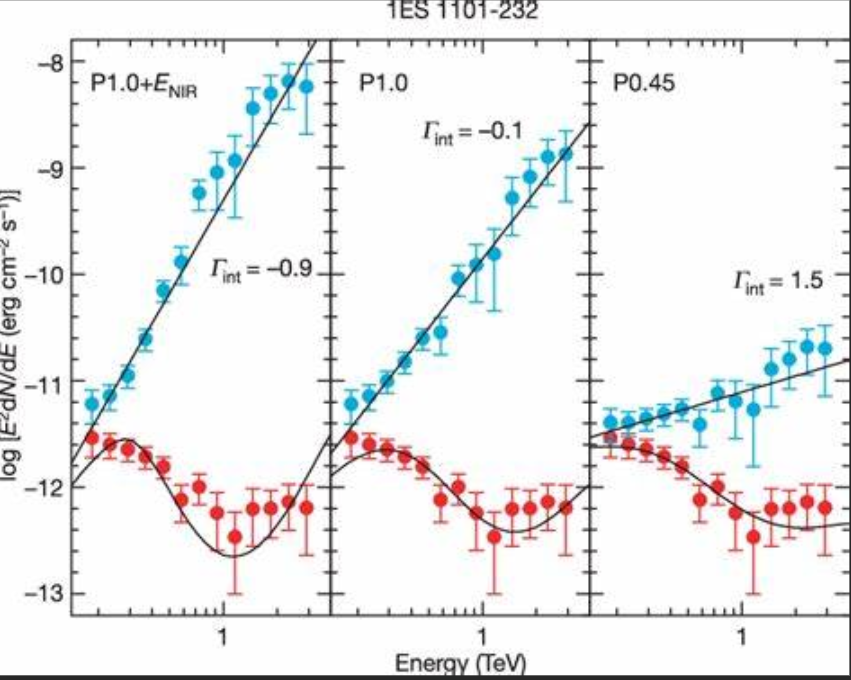 1ES 1101-232
P1.0+E_NIR
P1.0
P0.45
Γ_int = −0.1
Γ_int = −0.9
Γ_int = 1.5
log [E²dN/dE (erg cm⁻² s⁻¹)]
−8
−9
−10
−11
−12
−13
1 1 1
Energy (TeV)